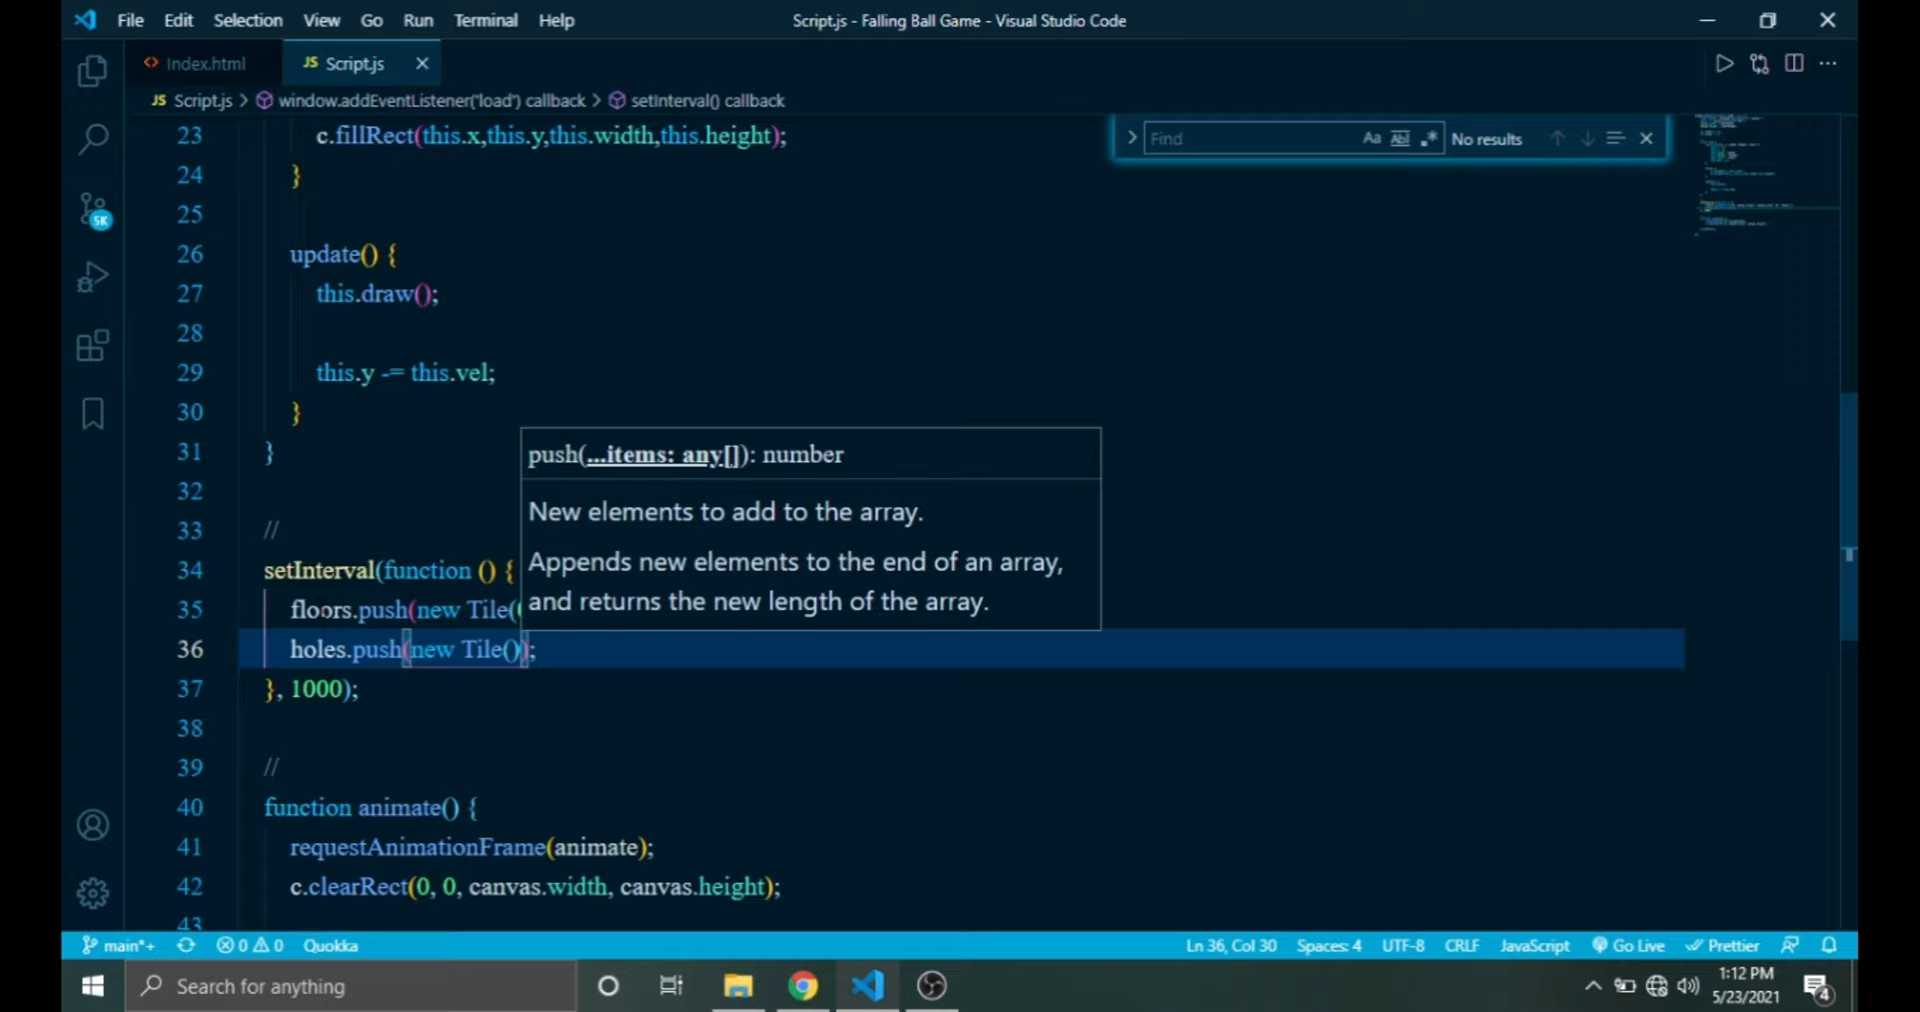 File Edit Selection View Go Run Terminal Help Script.js - Falling Ball Game - Visual Studio Code
<> Index.html JS Script.js
JS Script.js > window.addEventListener('load') callback > setInterval() callback
Find Aa Abl .* No results
23 c.fillRect(this.x,this.y,this.width,this.height);
24 }
25
26 update() {
27 this.draw();
28
29 this.y -= this.vel;
30 }
31 }
push(...items: any[]): number
32
New elements to add to the array.
33 //
Appends new elements to the end of an array,
34 setInterval(function () {
and returns the new length of the array.
35 floors.push(new Tile(
36 holes.push(new Tile());
37 }, 1000);
38
39 //
40 function animate() {
41 requestAnimationFrame(animate);
42 c.clearRect(0, 0, canvas.width, canvas.height);
43
5K
main*+ 0 0 Quokka Ln 36, Col 30 Spaces: 4 UTF-8 CRLF JavaScript Go Live Prettier
Search for anything
1:12 PM
5/23/2021
4